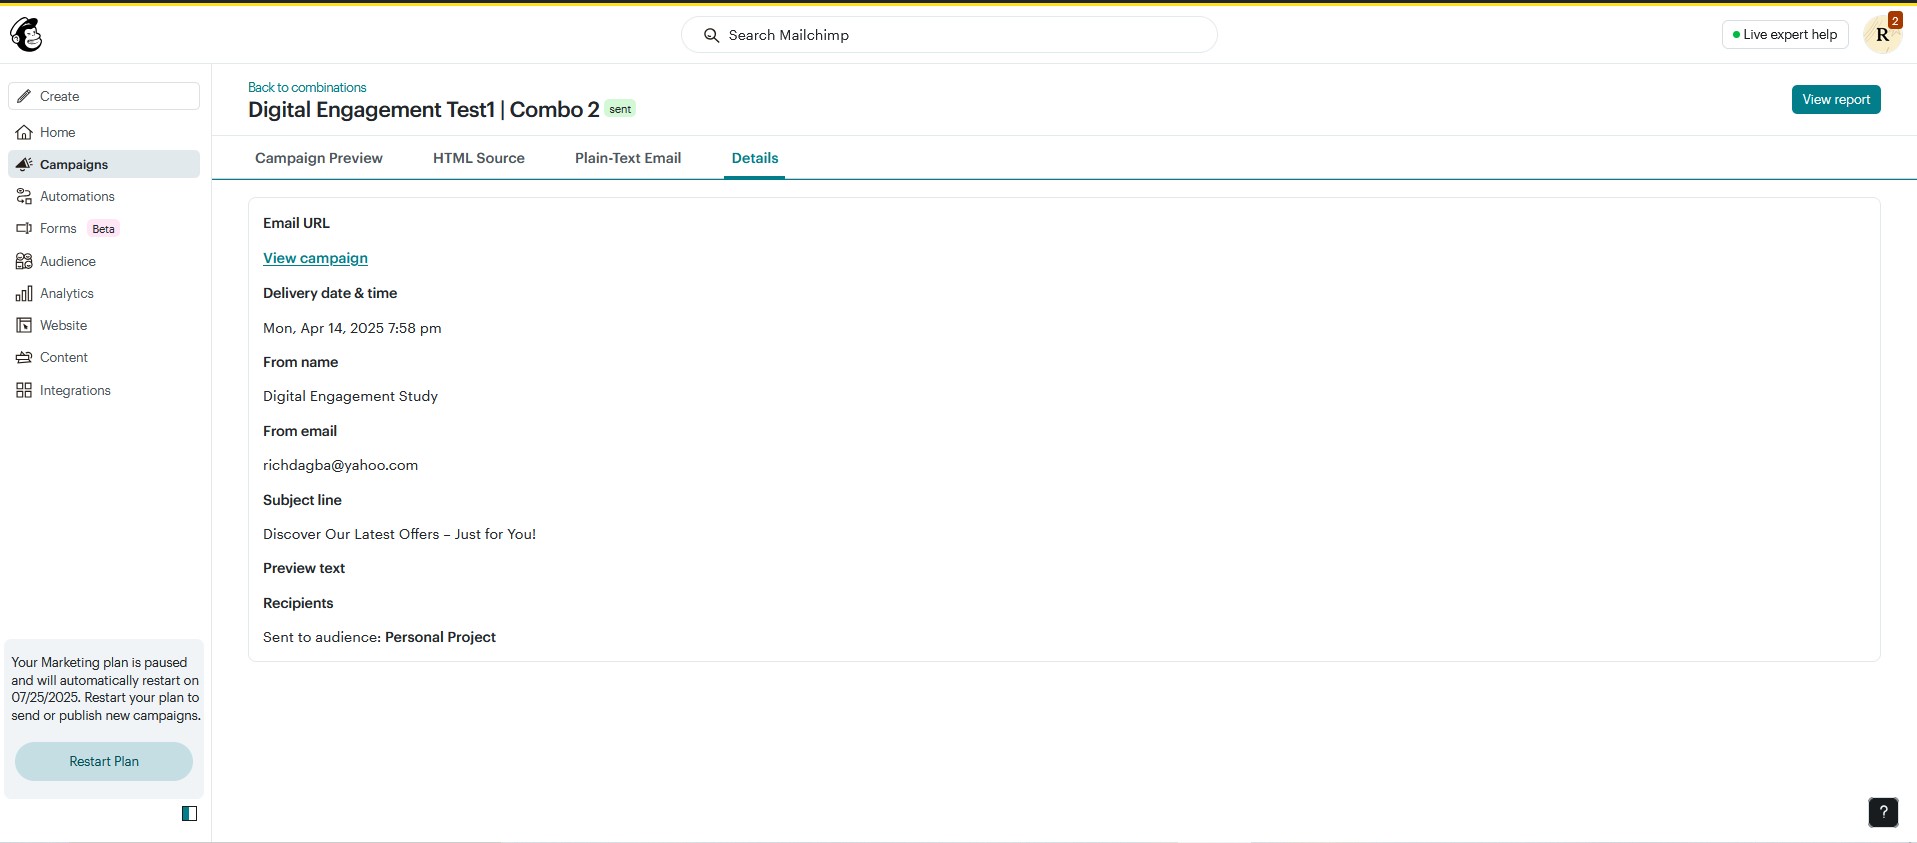 Search Mailchimp
Live expert help
R
2
Create
Home
Campaigns
Automations
Forms Beta
Audience
Analytics
Website
Content
Integrations
Your Marketing plan is paused
and will automatically restart on
07/25/2025. Restart your plan to
send or publish new campaigns.
Restart Plan
Back to combinations
Digital Engagement Test1 | Combo 2 sent
View report
Campaign Preview HTML Source Plain-Text Email Details
Email URL
View campaign
Delivery date & time
Mon, Apr 14, 2025 7:58 pm
From name
Digital Engagement Study
From email
richdagba@yahoo.com
Subject line
Discover Our Latest Offers – Just for You!
Preview text
Recipients
Sent to audience: Personal Project
?